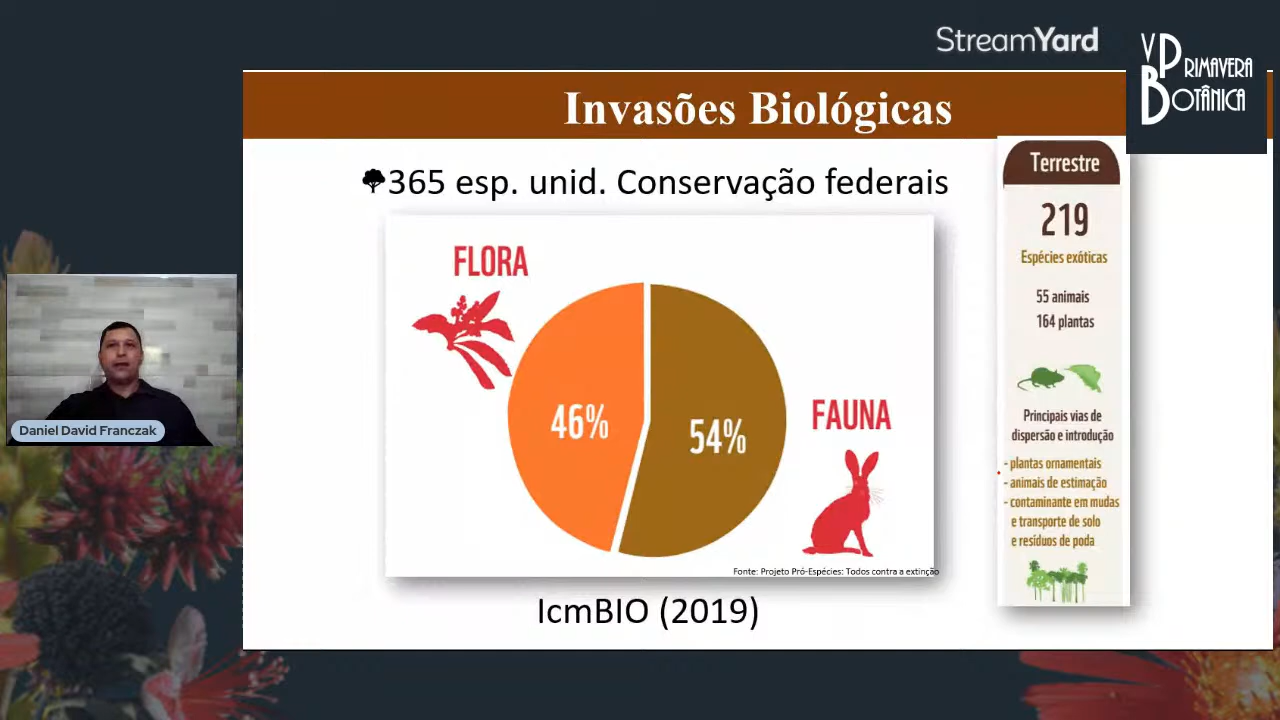 StreamYard
V PRIMAVERA
BOTÂNICA
Invasões Biológicas
365 esp. unid. Conservação federais
FLORA
46%
54%
FAUNA
Fonte: Projeto Pró-Espécies: Todos contra a extinção
IcmBIO (2019)
Terrestre
219
Espécies exóticas
55 animais
164 plantas
Principais vias de
dispersão e introdução
- plantas ornamentais
- animais de estimação
- contaminante em mudas
e transporte de solo
e resíduos de poda
Daniel David Franczak